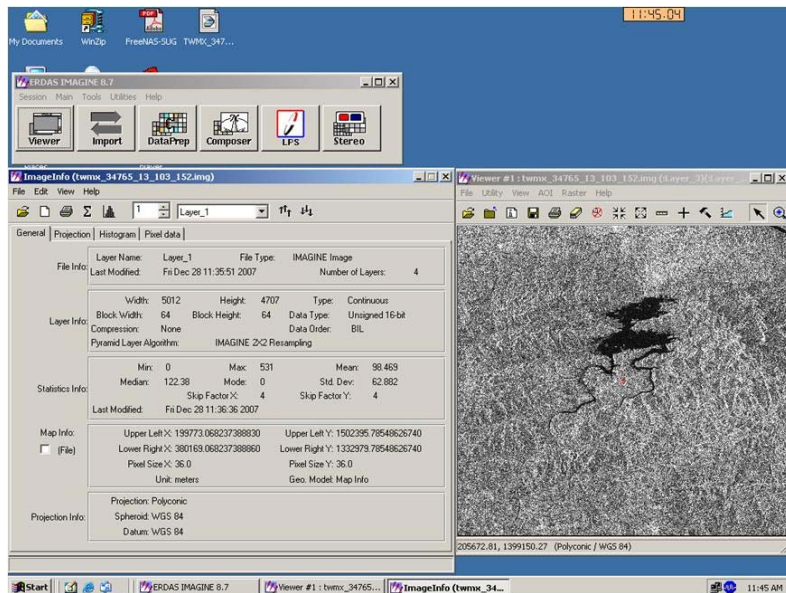 11:45.04
My Documents WinZip FreeNAS-SUG TWMX_347...
ERDAS IMAGINE 8.7
Session Main Tools Utilities Help
Viewer Import DataPrep Composer LPS Stereo
ImageInfo (twmx_34765_13_103_152.img)
File Edit View Help
1 Layer_1
General Projection Histogram Pixel data
File Info: Layer Name: Layer_1 File Type: IMAGINE Image
Last Modified: Fri Dec 28 11:35:51 2007 Number of Layers: 4
Layer Info: Width: 5012 Height: 4707 Type: Continuous
Block Width: 64 Block Height: 64 Data Type: Unsigned 16-bit
Compression: None Data Order: BIL
Pyramid Layer Algorithm: IMAGINE 2X2 Resampling
Statistics Info: Min: 0 Max: 531 Mean: 98.469
Median: 122.38 Mode: 0 Std. Dev: 62.882
Skip Factor X: 4 Skip Factor Y: 4
Last Modified: Fri Dec 28 11:36:36 2007
Map Info: Upper Left X: 199773.068237388830 Upper Left Y: 1502395.78548626740
(File) Lower Right X: 380169.068237388860 Lower Right Y: 1332979.78548626740
Pixel Size X: 36.0 Pixel Size Y: 36.0
Unit: meters Geo. Model: Map Info
Projection Info: Projection: Polyconic
Spheroid: WGS 84
Datum: WGS 84
Viewer #1 : twmx_34765_13_103_152.img (:Layer_3)(:Layer_
File Utility View AOI Raster Help
205672.81, 1399150.27 (Polyconic / WGS 84)
Start ERDAS IMAGINE 8.7 Viewer #1 : twmx_34765... ImageInfo (twmx_34... 11:45 AM